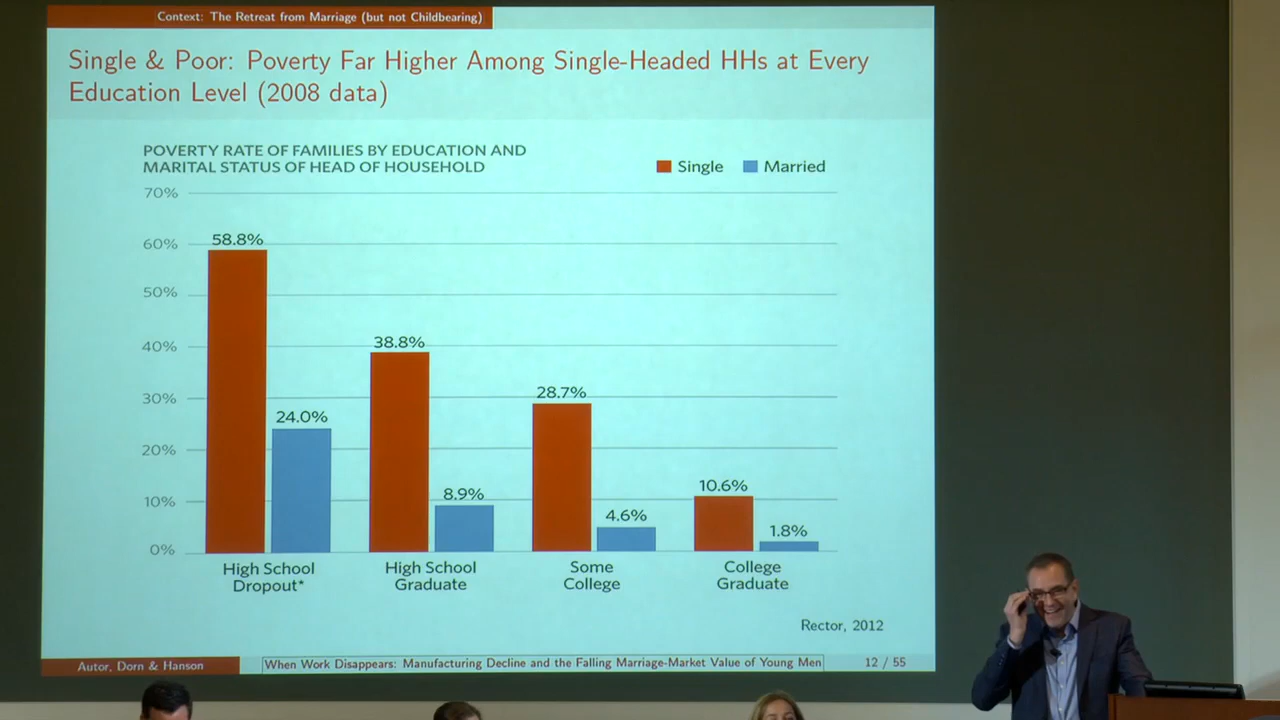 Context: The Retreat from Marriage (but not Childbearing)
Single & Poor: Poverty Far Higher Among Single-Headed HHs at Every
Education Level (2008 data)
POVERTY RATE OF FAMILIES BY EDUCATION AND
MARITAL STATUS OF HEAD OF HOUSEHOLD
Single Married
70%
60%
50%
40%
30%
20%
10%
0%
58.8%
24.0%
38.8%
8.9%
28.7%
4.6%
10.6%
1.8%
High School
Dropout*
High School
Graduate
Some
College
College
Graduate
Rector, 2012
Autor, Dorn & Hanson
When Work Disappears: Manufacturing Decline and the Falling Marriage-Market Value of Young Men
12 / 55